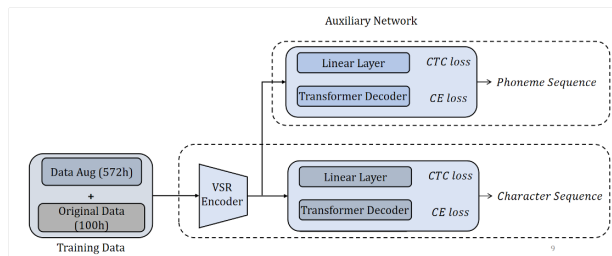 Auxiliary Network
Linear Layer
CTC loss
Transformer Decoder
CE loss
Phoneme Sequence
Data Aug (572h)
+
Original Data
(100h)
Training Data
VSR
Encoder
Linear Layer
CTC loss
Transformer Decoder
CE loss
Character Sequence
9